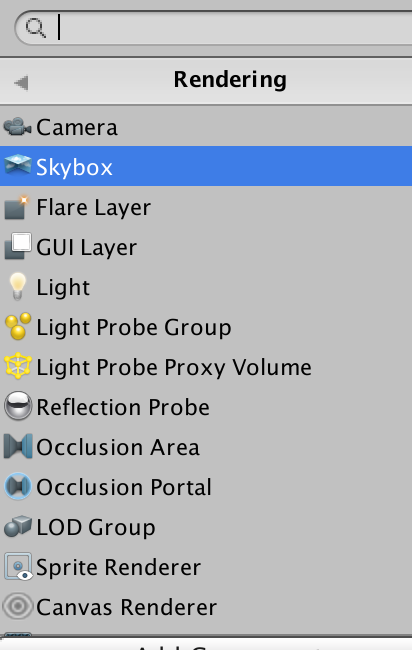 Rendering
Camera
Skybox
Flare Layer
GUI Layer
Light
Light Probe Group
Light Probe Proxy Volume
Reflection Probe
Occlusion Area
Occlusion Portal
LOD Group
Sprite Renderer
Canvas Renderer